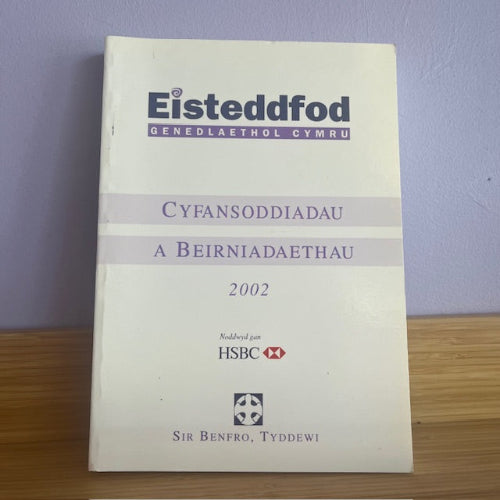 Eisteddfod
GENEDLAETHOL CYMRU
CYFANSODDIADAU
A BEIRNIADAETHAU
2002
Noddwyd gan
HSBC
SIR BENFRO, TYDDEWI